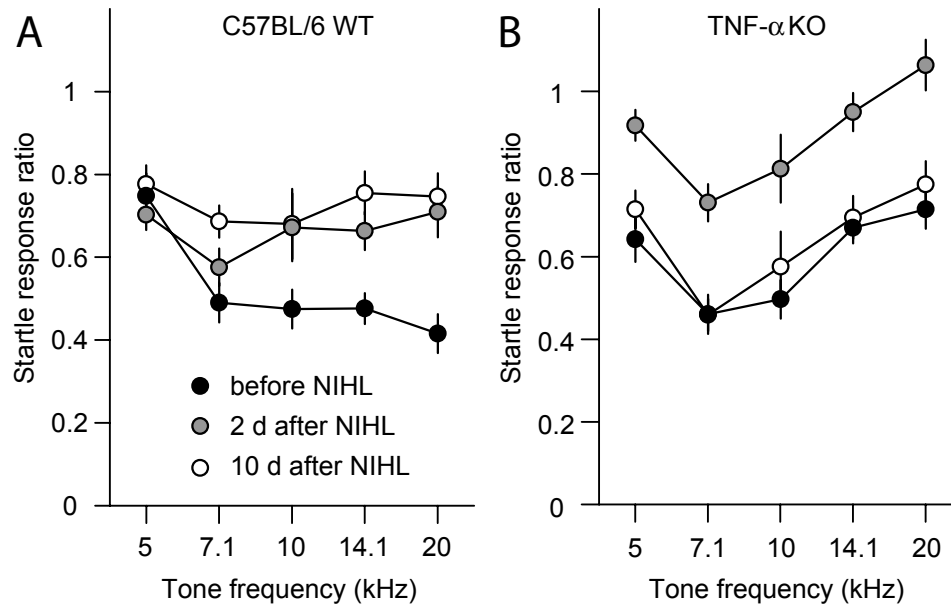 A
C57BL/6 WT
Startle response ratio
1
0.8
0.6
0.4
0.2
0
before NIHL
2 d after NIHL
10 d after NIHL
5 7.1 10 14.1 20
Tone frequency (kHz)
B
TNF-αKO
Startle response ratio
1
0.8
0.6
0.4
0.2
0
5 7.1 10 14.1 20
Tone frequency (kHz)